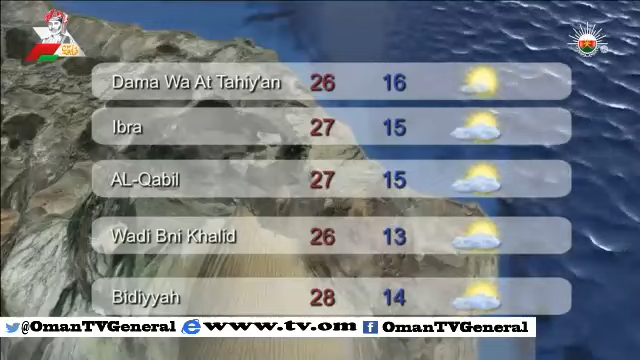 Dama Wa At Tahiy'an 26 16
Ibra 27 15
AL-Qabil 27 15
Wadi Bni Khalid 26 13
Bidiyyah 28 14
@OmanTVGeneral www.tv.om OmanTVGeneral